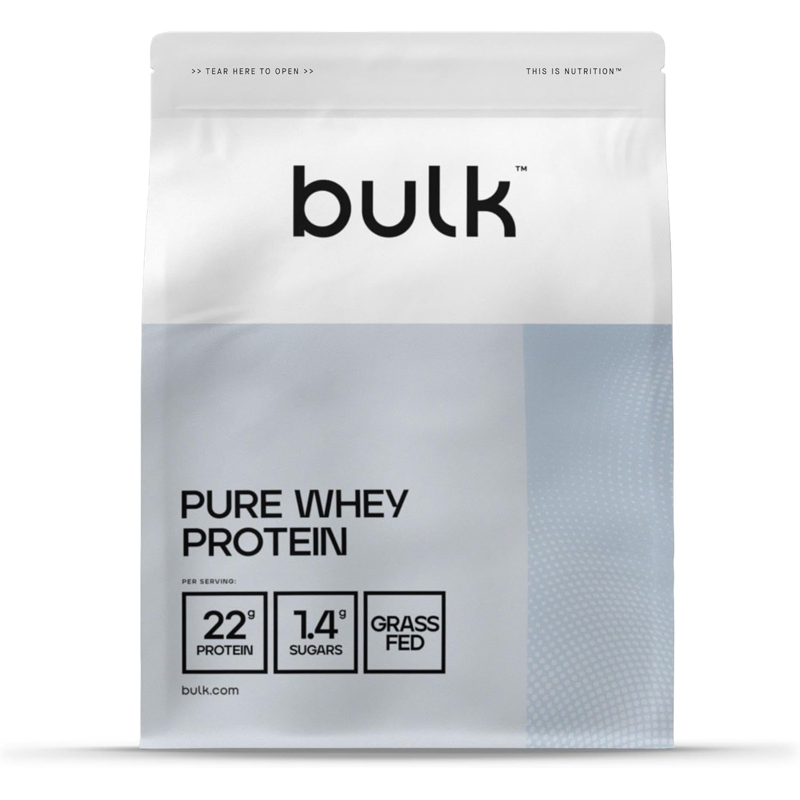 >> TEAR HERE TO OPEN >>
THIS IS NUTRITION™
bulk™
PURE WHEY
PROTEIN
PER SERVING:
22g
PROTEIN
1.4g
SUGARS
GRASS
FED
bulk.com